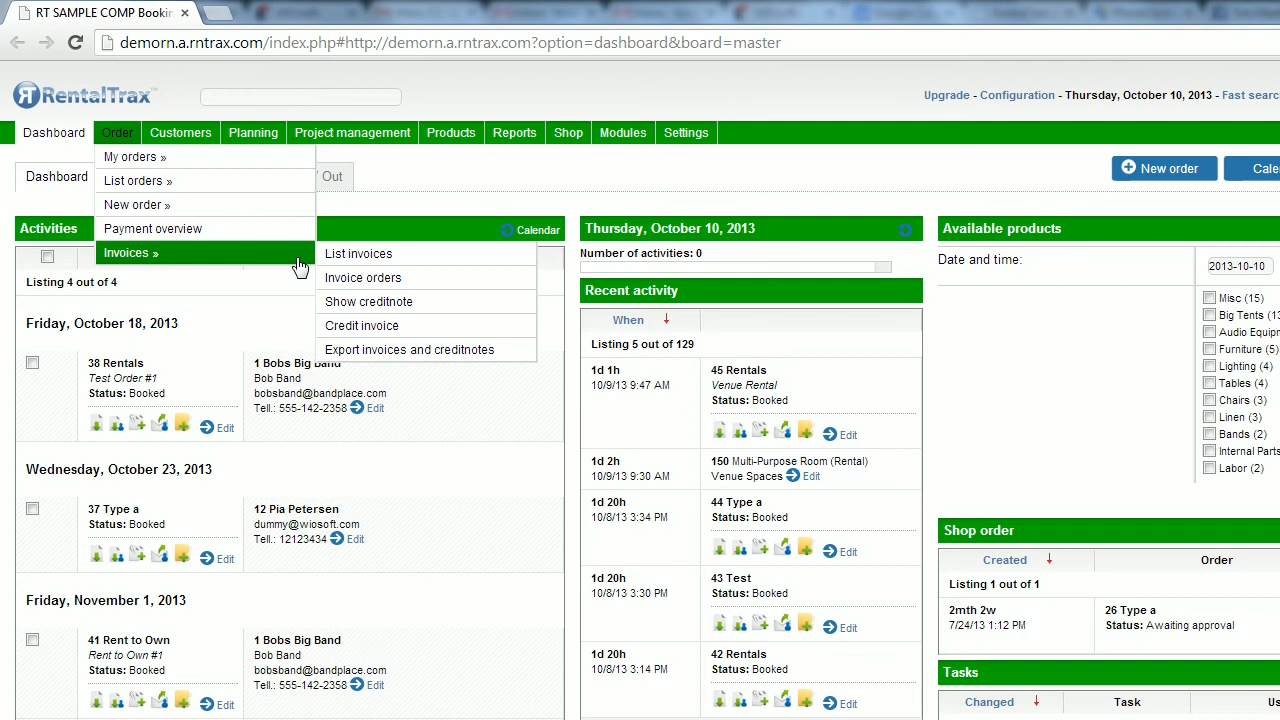 RT SAMPLE COMP Bookin
demorn.a.rntrax.com/index.php#http://demorn.a.rntrax.com?option=dashboard&board=master
RentalTrax
Upgrade - Configuration - Thursday, October 10, 2013 - Fast searc
Dashboard Order Customers Planning Project management Products Reports Shop Modules Settings
My orders »
List orders »
New order »
Payment overview
Invoices »
List invoices
Invoice orders
Show creditnote
Credit invoice
Export invoices and creditnotes
Dashboard
Out
New order
Cale
Activities
Calendar
Listing 4 out of 4
Friday, October 18, 2013
38 Rentals
Test Order #1
Status: Booked
Edit
1 Bobs Big Band
Bob Band
bobsband@bandplace.com
Tell.: 555-142-2358 Edit
Wednesday, October 23, 2013
37 Type a
Status: Booked
Edit
12 Pia Petersen
dummy@wiosoft.com
Tell.: 12123434 Edit
Friday, November 1, 2013
41 Rent to Own
Rent to Own #1
Status: Booked
Edit
1 Bobs Big Band
Bob Band
bobsband@bandplace.com
Tell.: 555-142-2358 Edit
Thursday, October 10, 2013
Number of activities: 0
Recent activity
When
Listing 5 out of 129
1d 1h
10/9/13 9:47 AM
45 Rentals
Venue Rental
Status: Booked
Edit
1d 2h
10/9/13 9:30 AM
150 Multi-Purpose Room (Rental)
Venue Spaces Edit
1d 20h
10/8/13 3:34 PM
44 Type a
Status: Booked
Edit
1d 20h
10/8/13 3:30 PM
43 Test
Status: Booked
Edit
1d 20h
10/8/13 3:14 PM
42 Rentals
Status: Booked
Edit
Available products
Date and time:
2013-10-10
Misc (15)
Big Tents (13
Audio Equip
Furniture (5)
Lighting (4)
Tables (4)
Chairs (3)
Linen (3)
Bands (2)
Internal Parts
Labor (2)
Shop order
Created Order
Listing 1 out of 1
2mth 2w
7/24/13 1:12 PM
26 Type a
Status: Awaiting approval
Tasks
Changed Task Us